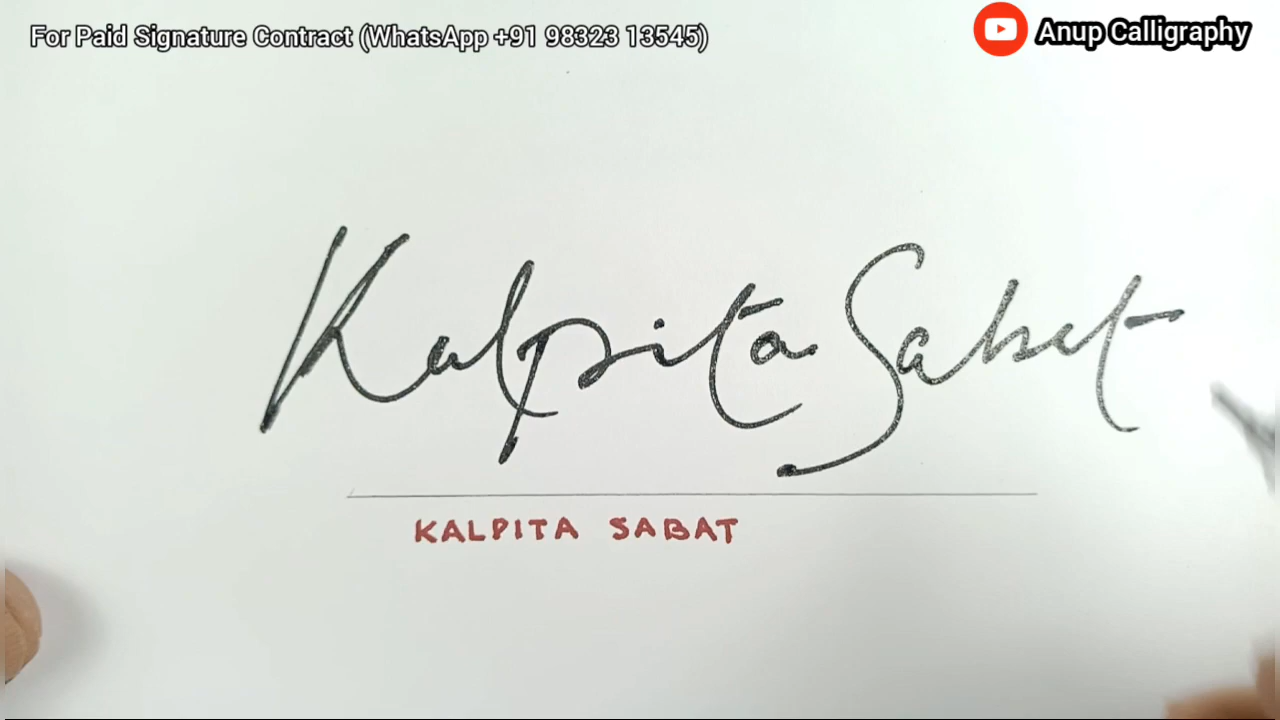 For Paid Signature Contract (WhatsApp +91 98323 13545)
Anup Calligraphy
Kalpita Sabat
KALPITA SABAT